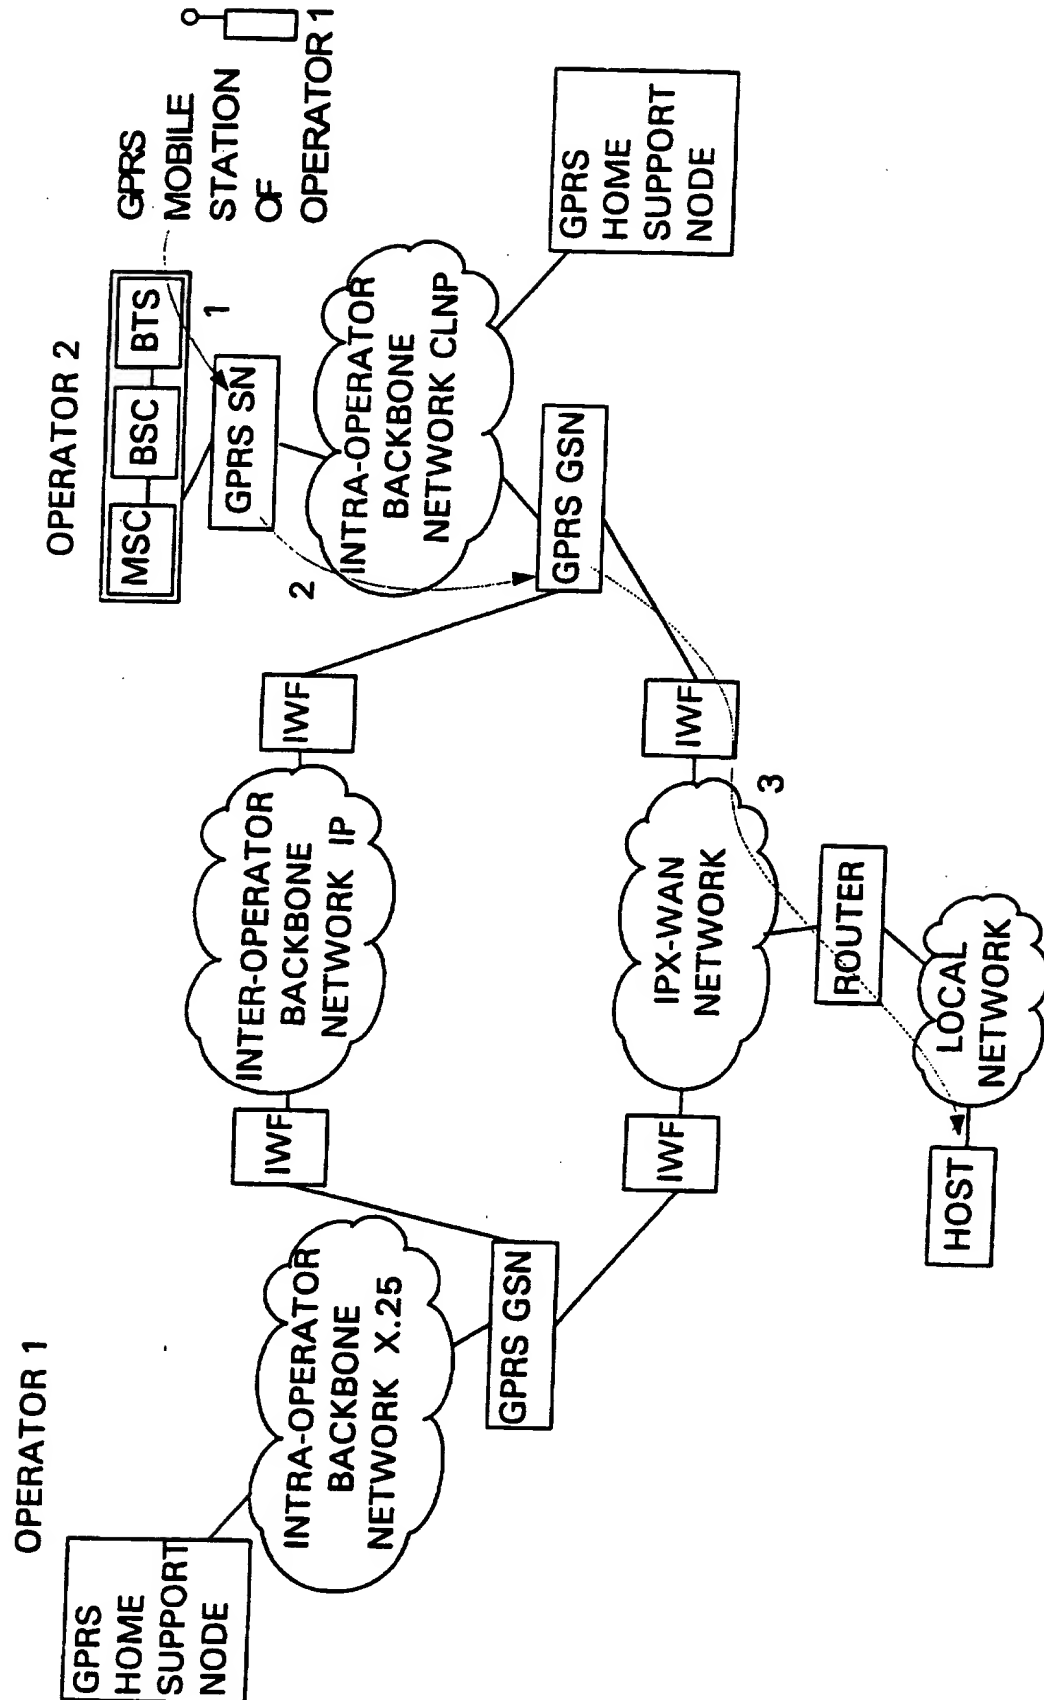 OPERATOR 1
GPRS
HOME
SUPPORT
NODE
INTRA-OPERATOR
BACKBONE
NETWORK X.25
GPRS GSN
IWF
INTER-OPERATOR
BACKBONE
NETWORK IP
IWF
IWF
IPX-WAN
NETWORK
IWF
3
ROUTER
LOCAL
NETWORK
HOST
OPERATOR 2
MSC
BSC
BTS
1
GPRS SN
2
INTRA-OPERATOR
BACKBONE
NETWORK CLNP
GPRS GSN
GPRS
HOME
SUPPORT
NODE
GPRS
MOBILE
STATION
OF
OPERATOR 1